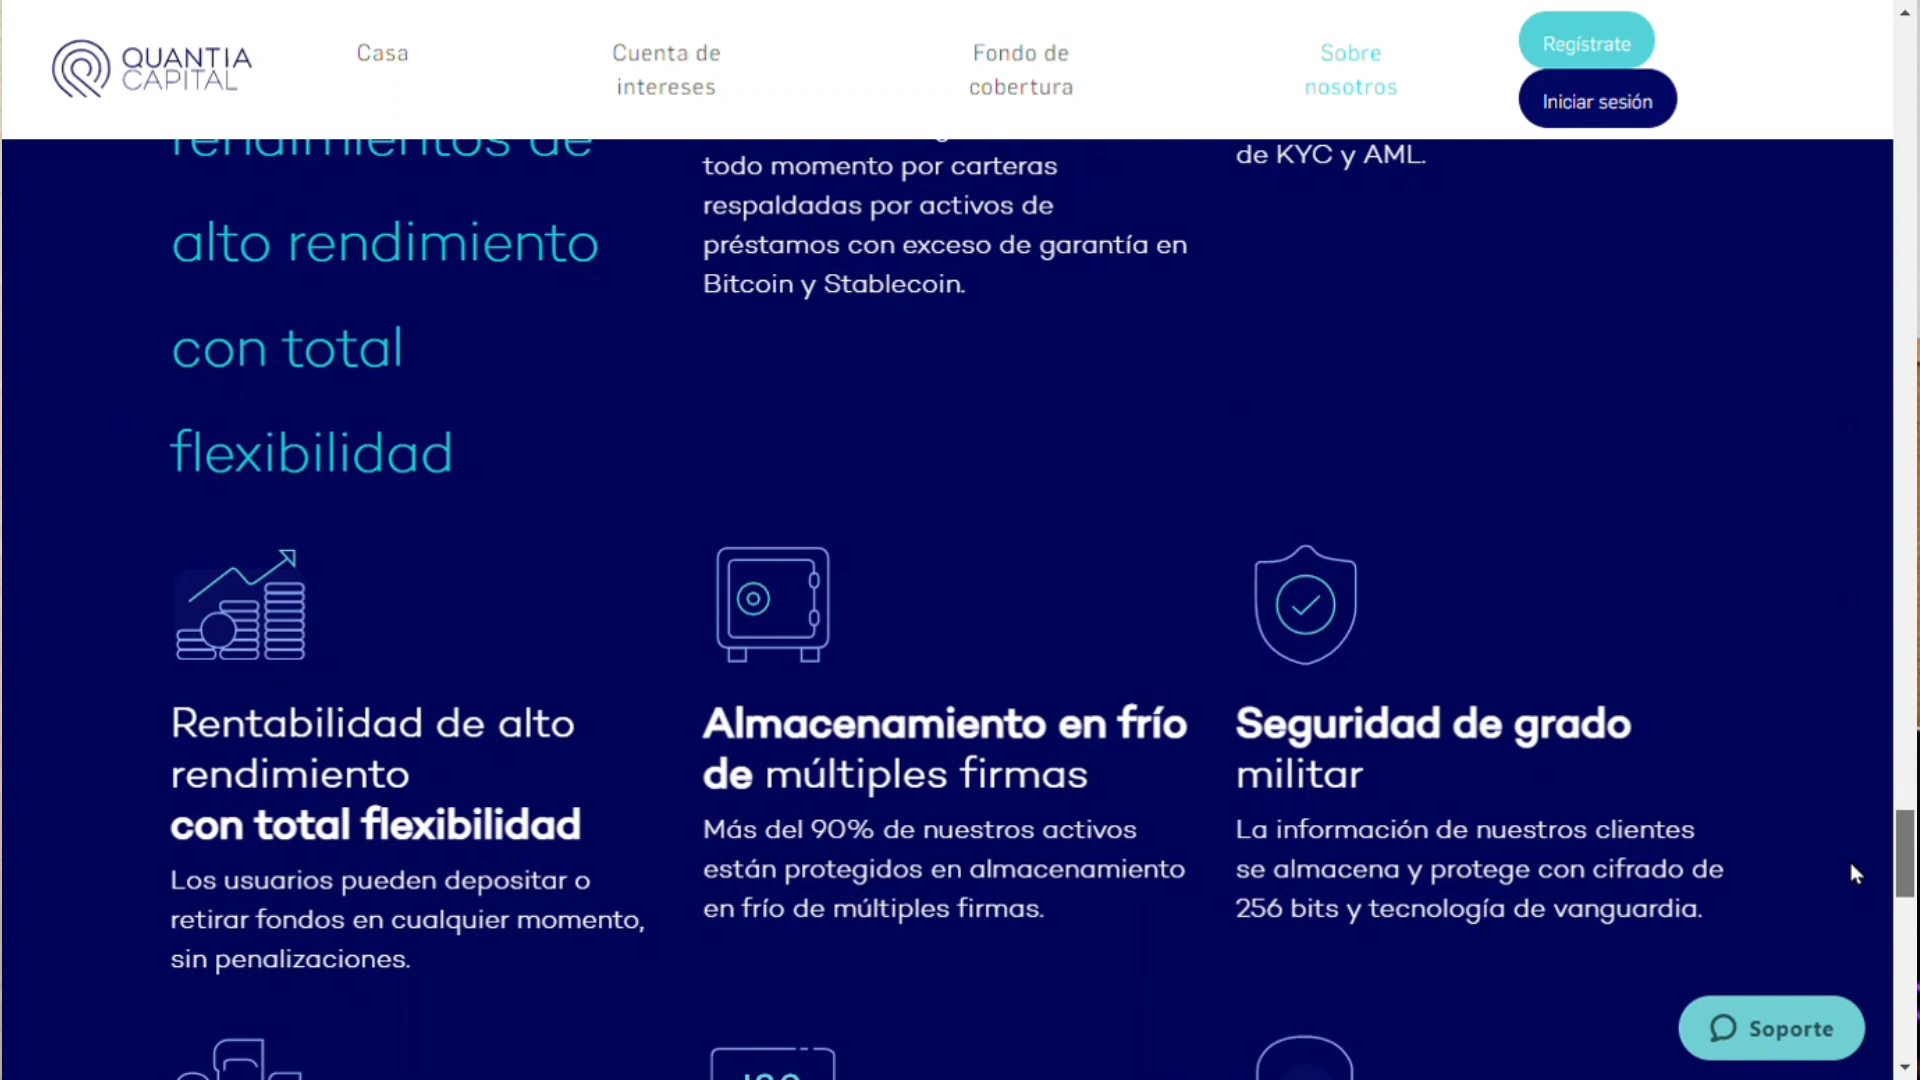 QUANTIA
CAPITAL
Casa
Cuenta de
intereses
Fondo de
cobertura
Sobre
nosotros
Regístrate
Iniciar sesión
rendimientos de
alto rendimiento
con total
flexibilidad
todo momento por carteras
respaldadas por activos de
préstamos con exceso de garantía en
Bitcoin y Stablecoin.
de KYC y AML.
Rentabilidad de alto
rendimiento
con total flexibilidad
Los usuarios pueden depositar o
retirar fondos en cualquier momento,
sin penalizaciones.
Almacenamiento en frío
de múltiples firmas
Más del 90% de nuestros activos
están protegidos en almacenamiento
en frío de múltiples firmas.
Seguridad de grado
militar
La información de nuestros clientes
se almacena y protege con cifrado de
256 bits y tecnología de vanguardia.
Soporte